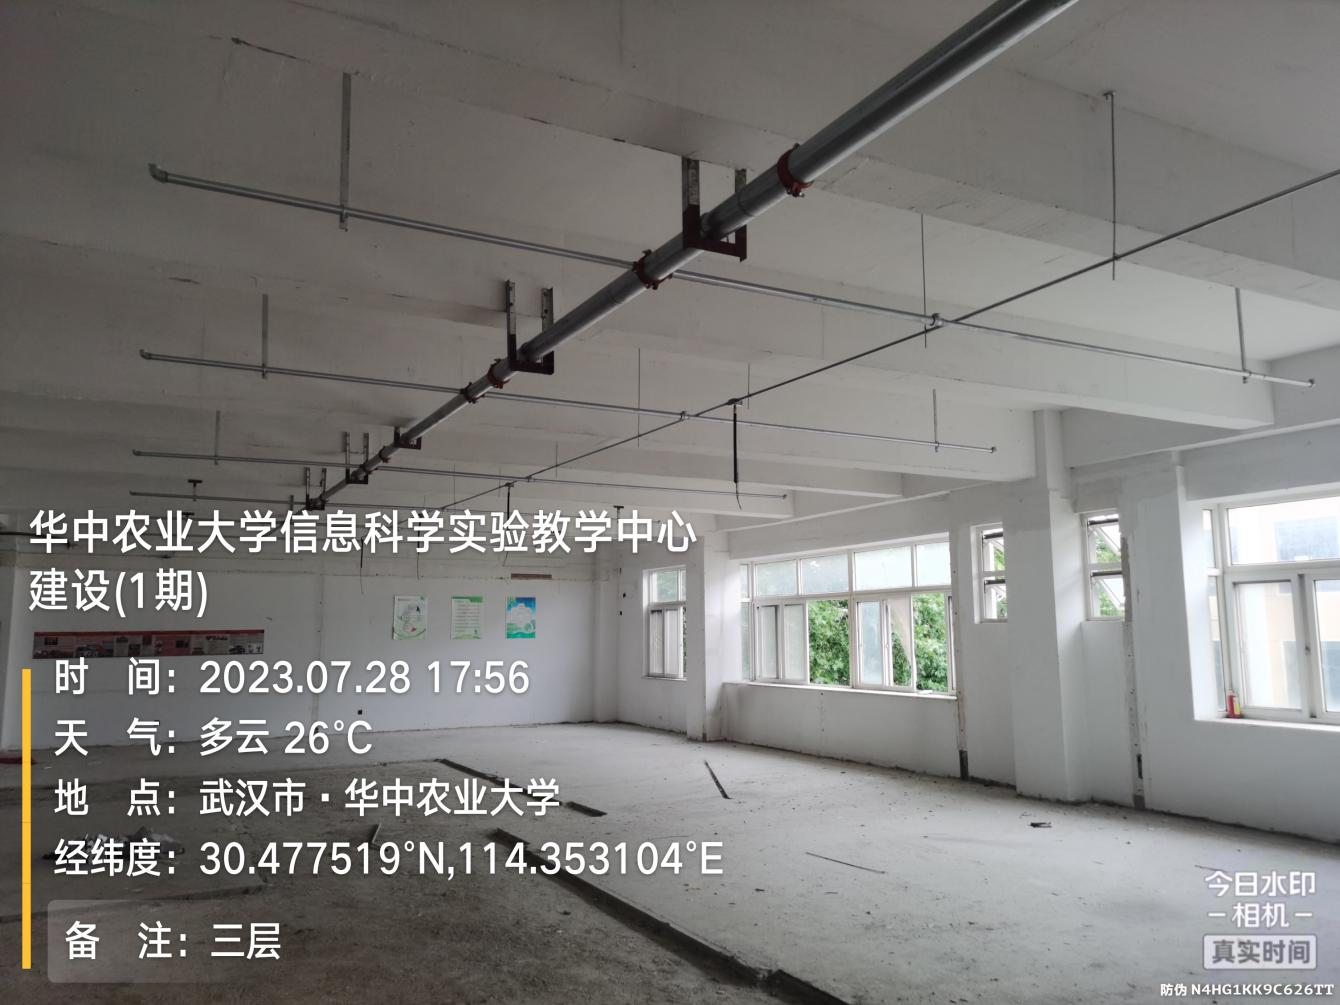 华中农业大学信息科学实验教学中心
建设(1期)
时 间: 2023.07.28 17:56
天 气: 多云 26°C
地 点: 武汉市·华中农业大学
经纬度: 30.477519°N,114.353104°E
备 注: 三层
今日水印
-相机-
真实时间
防伪 N4HG1KK9C626TT